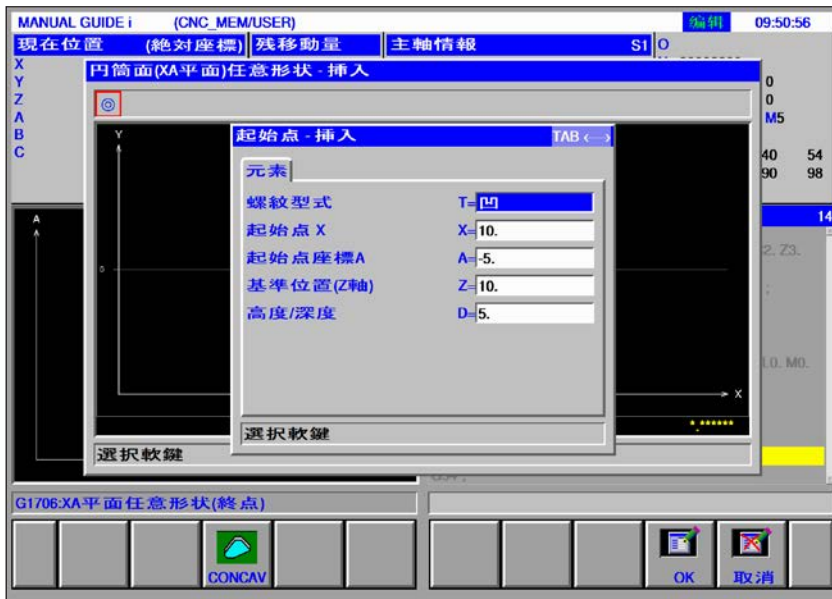 MANUAL GUIDE i (CNC_MEM/USER) 编辑 09:50:56
現在位置 (絶対座標) 残移動量 主軸情報 S1 O
X
Y
Z
A
B
C
0
0
M5
40 54
90 98
円筒面(XA平面)任意形状 - 挿入
Y
起始点 - 挿入 TAB ←→
元素
螺紋型式 T= 凹
起始点 X X= 10.
起始点座標A A= -5.
基準位置(Z軸) Z= 10.
高度/深度 D= 5.
選択軟鍵
X
*.******
選択軟鍵
A
0
14
2. Z3.
;
1.0. M0.
G1706:XA平面任意形状(終点)
CONCAV
OK
取消